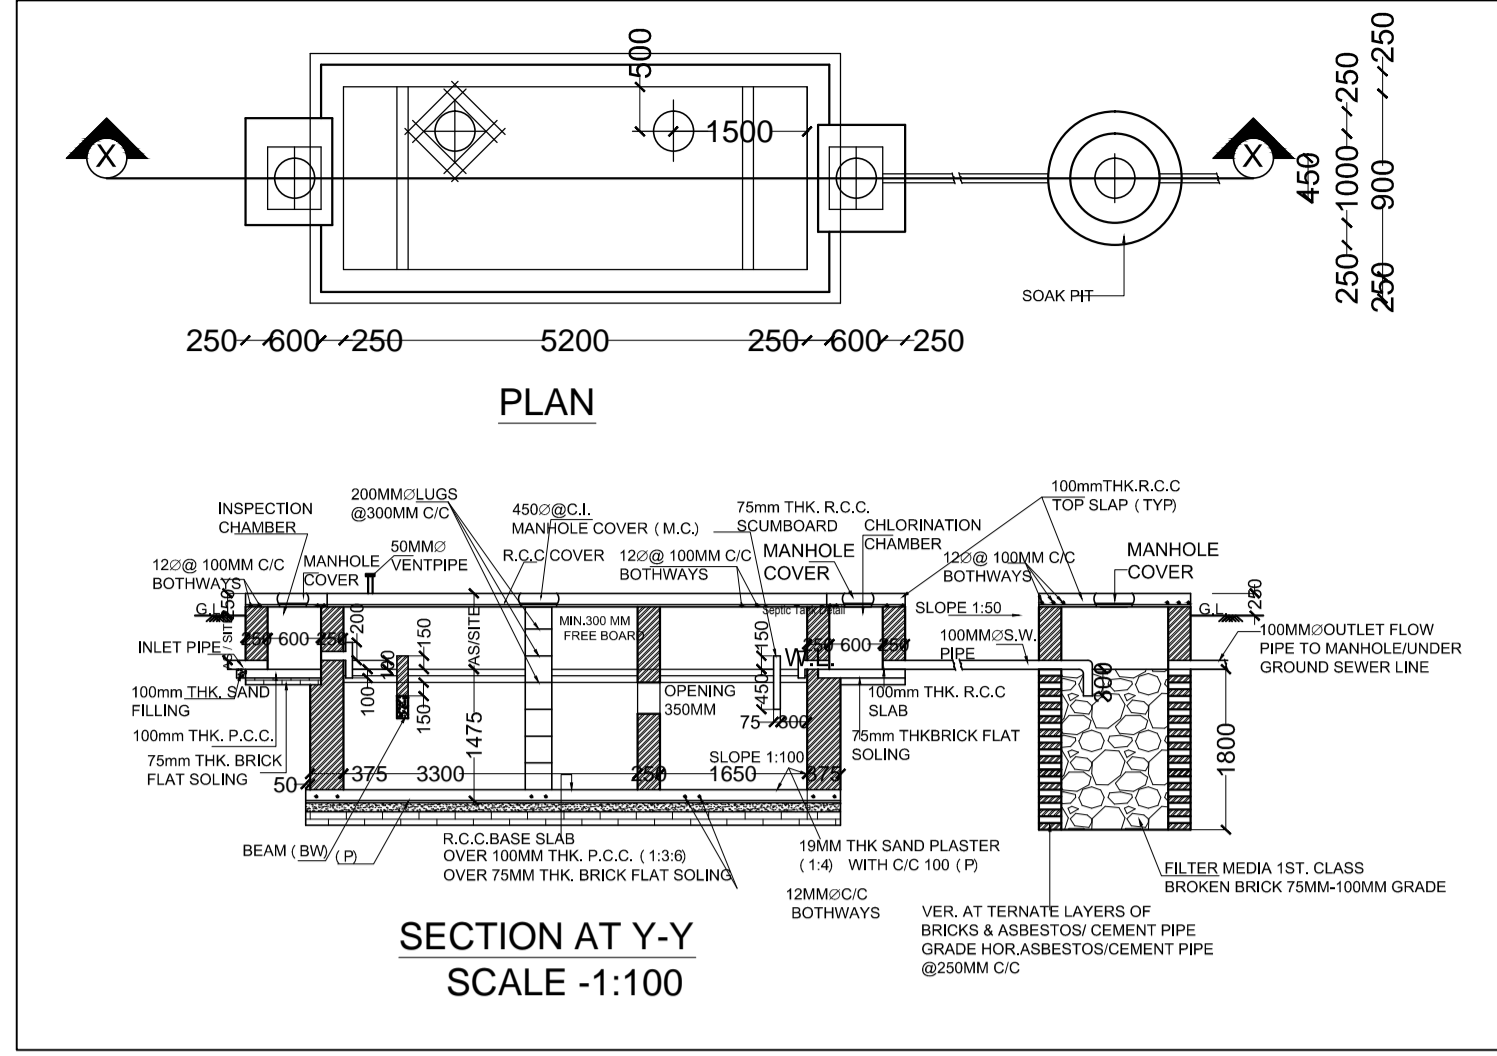 500
1500
X
X
450
250 1000 250
250 900 250
SOAK PIT
250 600 250 5200 250 600 250
PLAN
INSPECTION
CHAMBER
200MMØLUGS
@300MM C/C
450Ø@C.I.
MANHOLE COVER ( M.C.)
75mm THK. R.C.C.
SCUMBOARD
CHLORINATION
CHAMBER
100mmTHK.R.C.C
TOP SLAP ( TYP)
12Ø@ 100MM C/C
BOTHWAYS
MANHOLE
COVER
50MMØ
VENTPIPE
R.C.C COVER
12Ø@ 100MM C/C
BOTHWAYS
MANHOLE
COVER
12Ø@ 100MM C/C
BOTHWAYS
MANHOLE
COVER
G.L.
250
AS / SITE
INLET PIPE
250 600 250
200
100
100
150
150
AS/SITE
1475
MIN.300 MM
FREE BOARD
Septic Tank Detail
150
450
W.L.
250 600 250
SLOPE 1:50
100MMØS.W.
PIPE
G.L.
250
100MMØOUTLET FLOW
PIPE TO MANHOLE/UNDER
GROUND SEWER LINE
300
1800
100mm THK. SAND
FILLING
100mm THK. P.C.C.
75mm THK. BRICK
FLAT SOLING
OPENING
350MM
75 300
100mm THK. R.C.C
SLAB
75mm THKBRICK FLAT
SOLING
SLOPE 1:100
50 375 3300 250 1650 375
BEAM ( BW) ( P)
R.C.C.BASE SLAB
OVER 100MM THK. P.C.C. ( 1:3:6)
OVER 75MM THK. BRICK FLAT SOLING
19MM THK SAND PLASTER
( 1:4) WITH C/C 100 ( P)
12MMØC/C
BOTHWAYS
FILTER MEDIA 1ST. CLASS
BROKEN BRICK 75MM-100MM GRADE
VER. AT TERNATE LAYERS OF
BRICKS & ASBESTOS/ CEMENT PIPE
GRADE HOR.ASBESTOS/CEMENT PIPE
@250MM C/C
SECTION AT Y-Y
SCALE -1:100